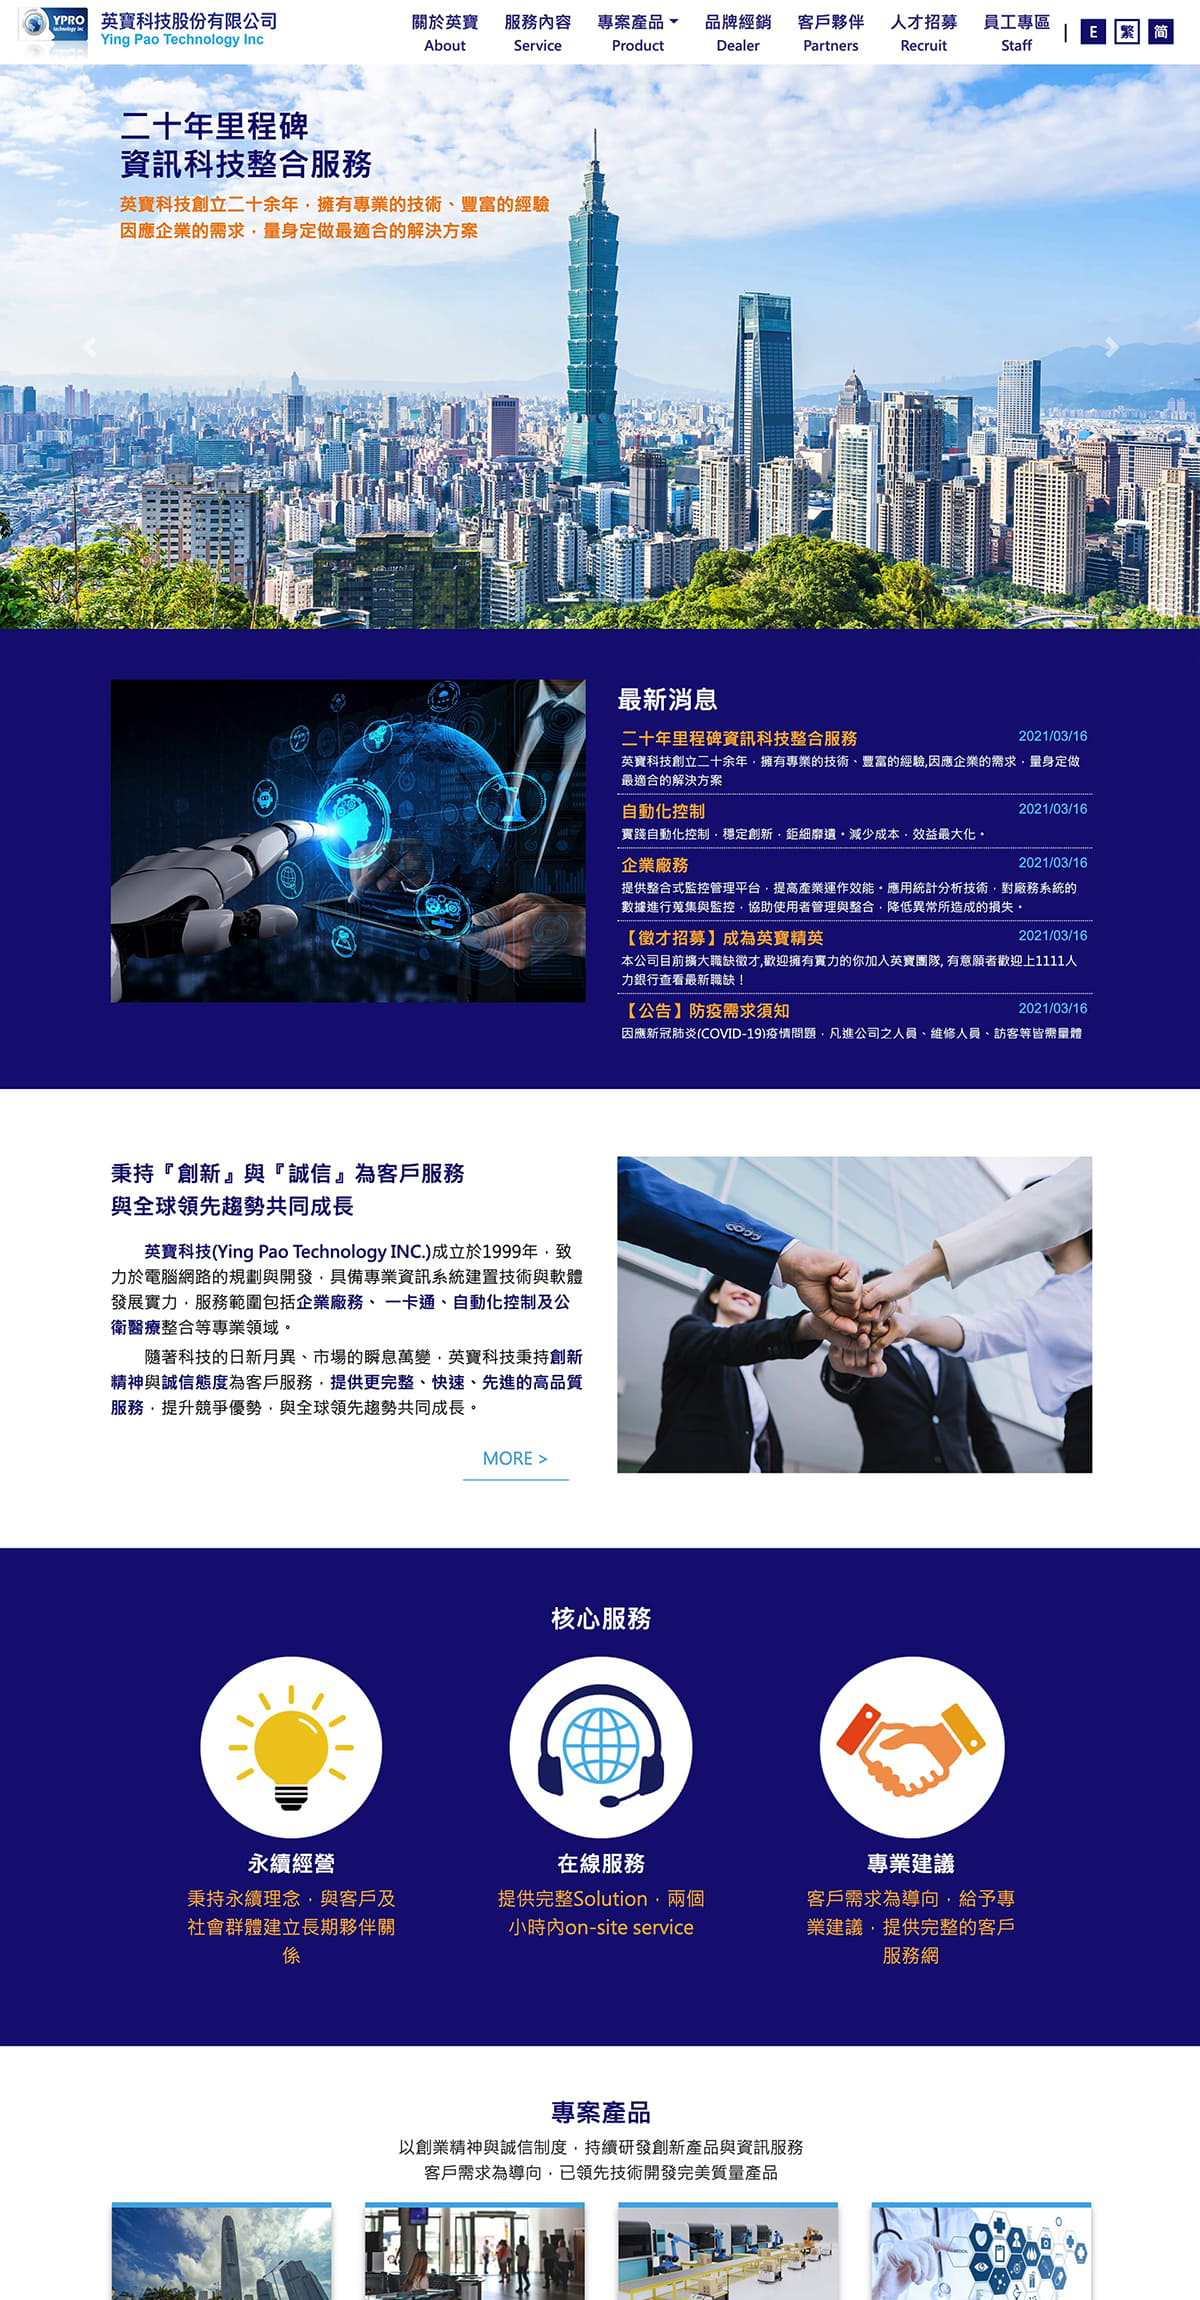 YPRO
technology inc
英寶科技股份有限公司
Ying Pao Technology Inc
關於英寶
About
服務內容
Service
專案產品
Product
品牌經銷
Dealer
客戶夥伴
Partners
人才招募
Recruit
員工專區
Staff
|
E
繁
简
二十年里程碑
資訊科技整合服務
英寶科技創立二十余年，擁有專業的技術、豐富的經驗
因應企業的需求，量身定做最適合的解決方案
最新消息
二十年里程碑資訊科技整合服務 2021/03/16
英寶科技創立二十余年，擁有專業的技術、豐富的經驗,因應企業的需求，量身定做
最適合的解決方案
自動化控制 2021/03/16
實踐自動化控制，穩定創新，鉅細靡遺。減少成本，效益最大化。
企業廠務 2021/03/16
提供整合式監控管理平台，提高產業運作效能。應用統計分析技術，對廠務系統的
數據進行蒐集與監控，協助使用者管理與整合，降低異常所造成的損失。
【徵才招募】成為英寶精英 2021/03/16
本公司目前擴大職缺徵才,歡迎擁有實力的你加入英寶團隊, 有意願者歡迎上1111人
力銀行查看最新職缺！
【公告】防疫需求須知 2021/03/16
因應新冠肺炎(COVID-19)疫情問題，凡進公司之人員、維修人員、訪客等皆需量體
秉持『創新』與『誠信』為客戶服務
與全球領先趨勢共同成長
英寶科技(Ying Pao Technology INC.)成立於1999年，致
力於電腦網路的規劃與開發，具備專業資訊系統建置技術與軟體
發展實力，服務範圍包括企業廠務、 一卡通、自動化控制及公
衛醫療整合等專業領域。
隨著科技的日新月異、市場的瞬息萬變，英寶科技秉持創新
精神與誠信態度為客戶服務，提供更完整、快速、先進的高品質
服務，提升競爭優勢，與全球領先趨勢共同成長。
MORE >
核心服務
永續經營
秉持永續理念，與客戶及
社會群體建立長期夥伴關
係
在線服務
提供完整Solution，兩個
小時內on-site service
專業建議
客戶需求為導向，給予專
業建議，提供完整的客戶
服務網
專案產品
以創業精神與誠信制度，持續研發創新產品與資訊服務
客戶需求為導向，已領先技術開發完美質量產品